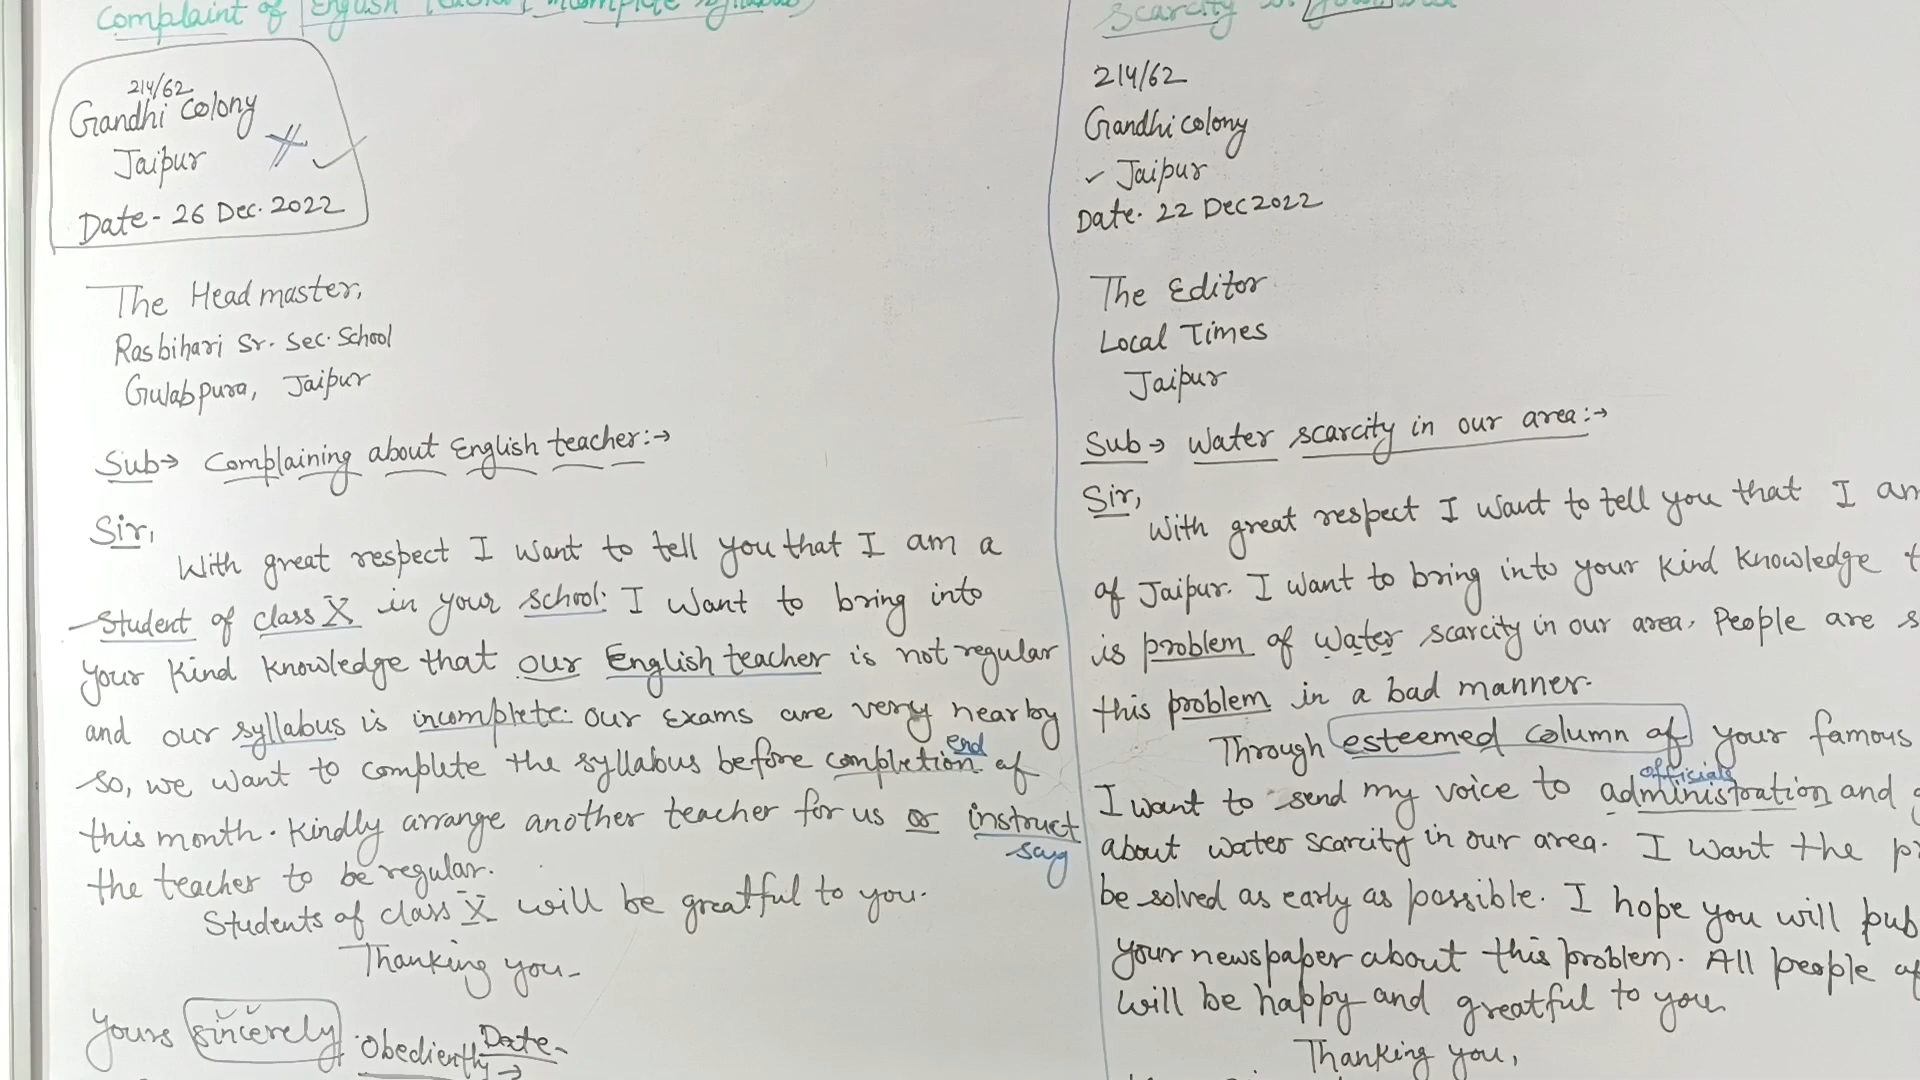 Complaint of English Teacher, incomplete syllabus
214/62
Gandhi Colony
Jaipur
Date - 26 Dec. 2022
The Head master,
Rasbihari Sr. Sec. School
Gulabpura, Jaipur
Sub→ Complaining about English teacher:→
Sir,
With great respect I want to tell you that I am a
Student of class X in your school. I want to bring into
your kind knowledge that our English teacher is not regular
and our syllabus is incomplete. Our exams are very near by
end
so, we want to complete the syllabus before completion of
this month. Kindly arrange another teacher for us or instruct
say
the teacher to be regular.
Students of class X will be greatful to you.
Thanking you-
Yours sincerely, Obediently→
Date-
Scarcity
214/62
Gandhi colony
Jaipur
Date. 22 Dec 2022
The Editor
Local Times
Jaipur
Sub→ Water scarcity in our area:→
Sir,
With great respect I want to tell you that I am
of Jaipur. I want to bring into your kind knowledge
is problem of water scarcity in our area. People are
this problem in a bad manner.
Through esteemed column of your famous
officials
I want to send my voice to administration and
about water scarcity in our area. I want the
be solved as early as possible. I hope you will
your newspaper about this problem. All people of
will be happy and greatful to you.
Thanking you,